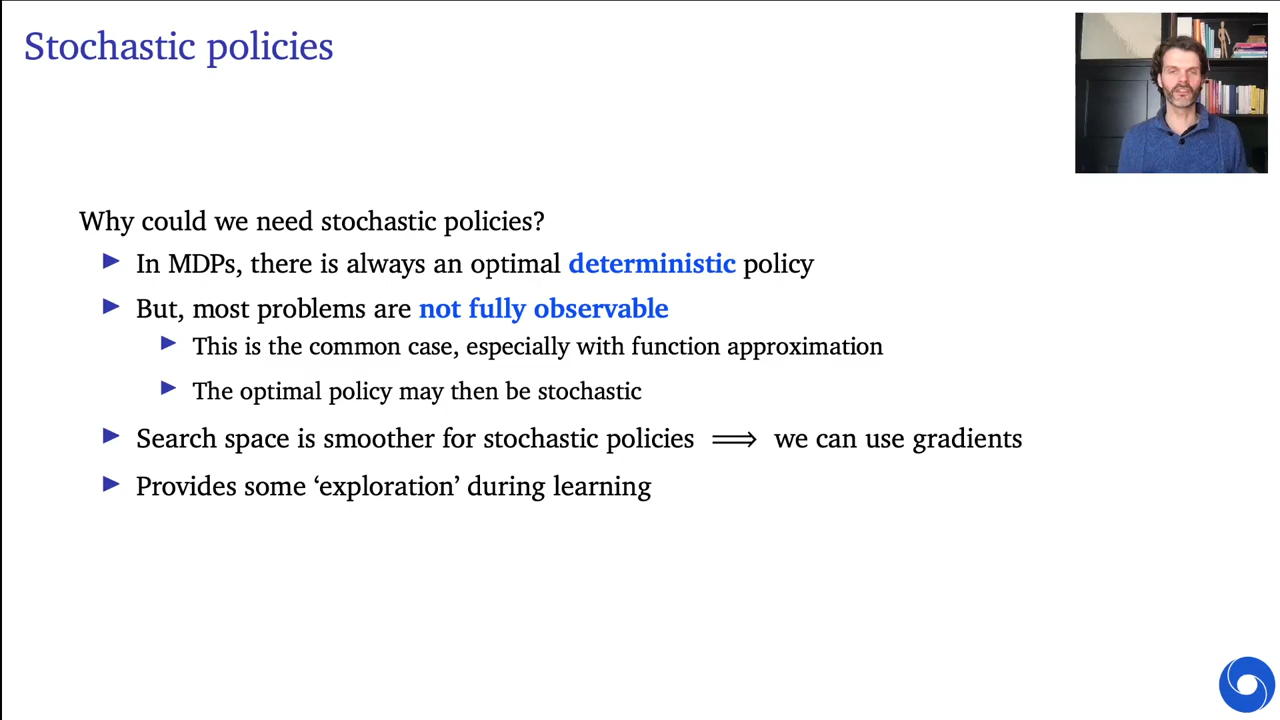 Stochastic policies
Why could we need stochastic policies?
▶ In MDPs, there is always an optimal deterministic policy
▶ But, most problems are not fully observable
▶ This is the common case, especially with function approximation
▶ The optimal policy may then be stochastic
▶ Search space is smoother for stochastic policies ⟹ we can use gradients
▶ Provides some ‘exploration’ during learning